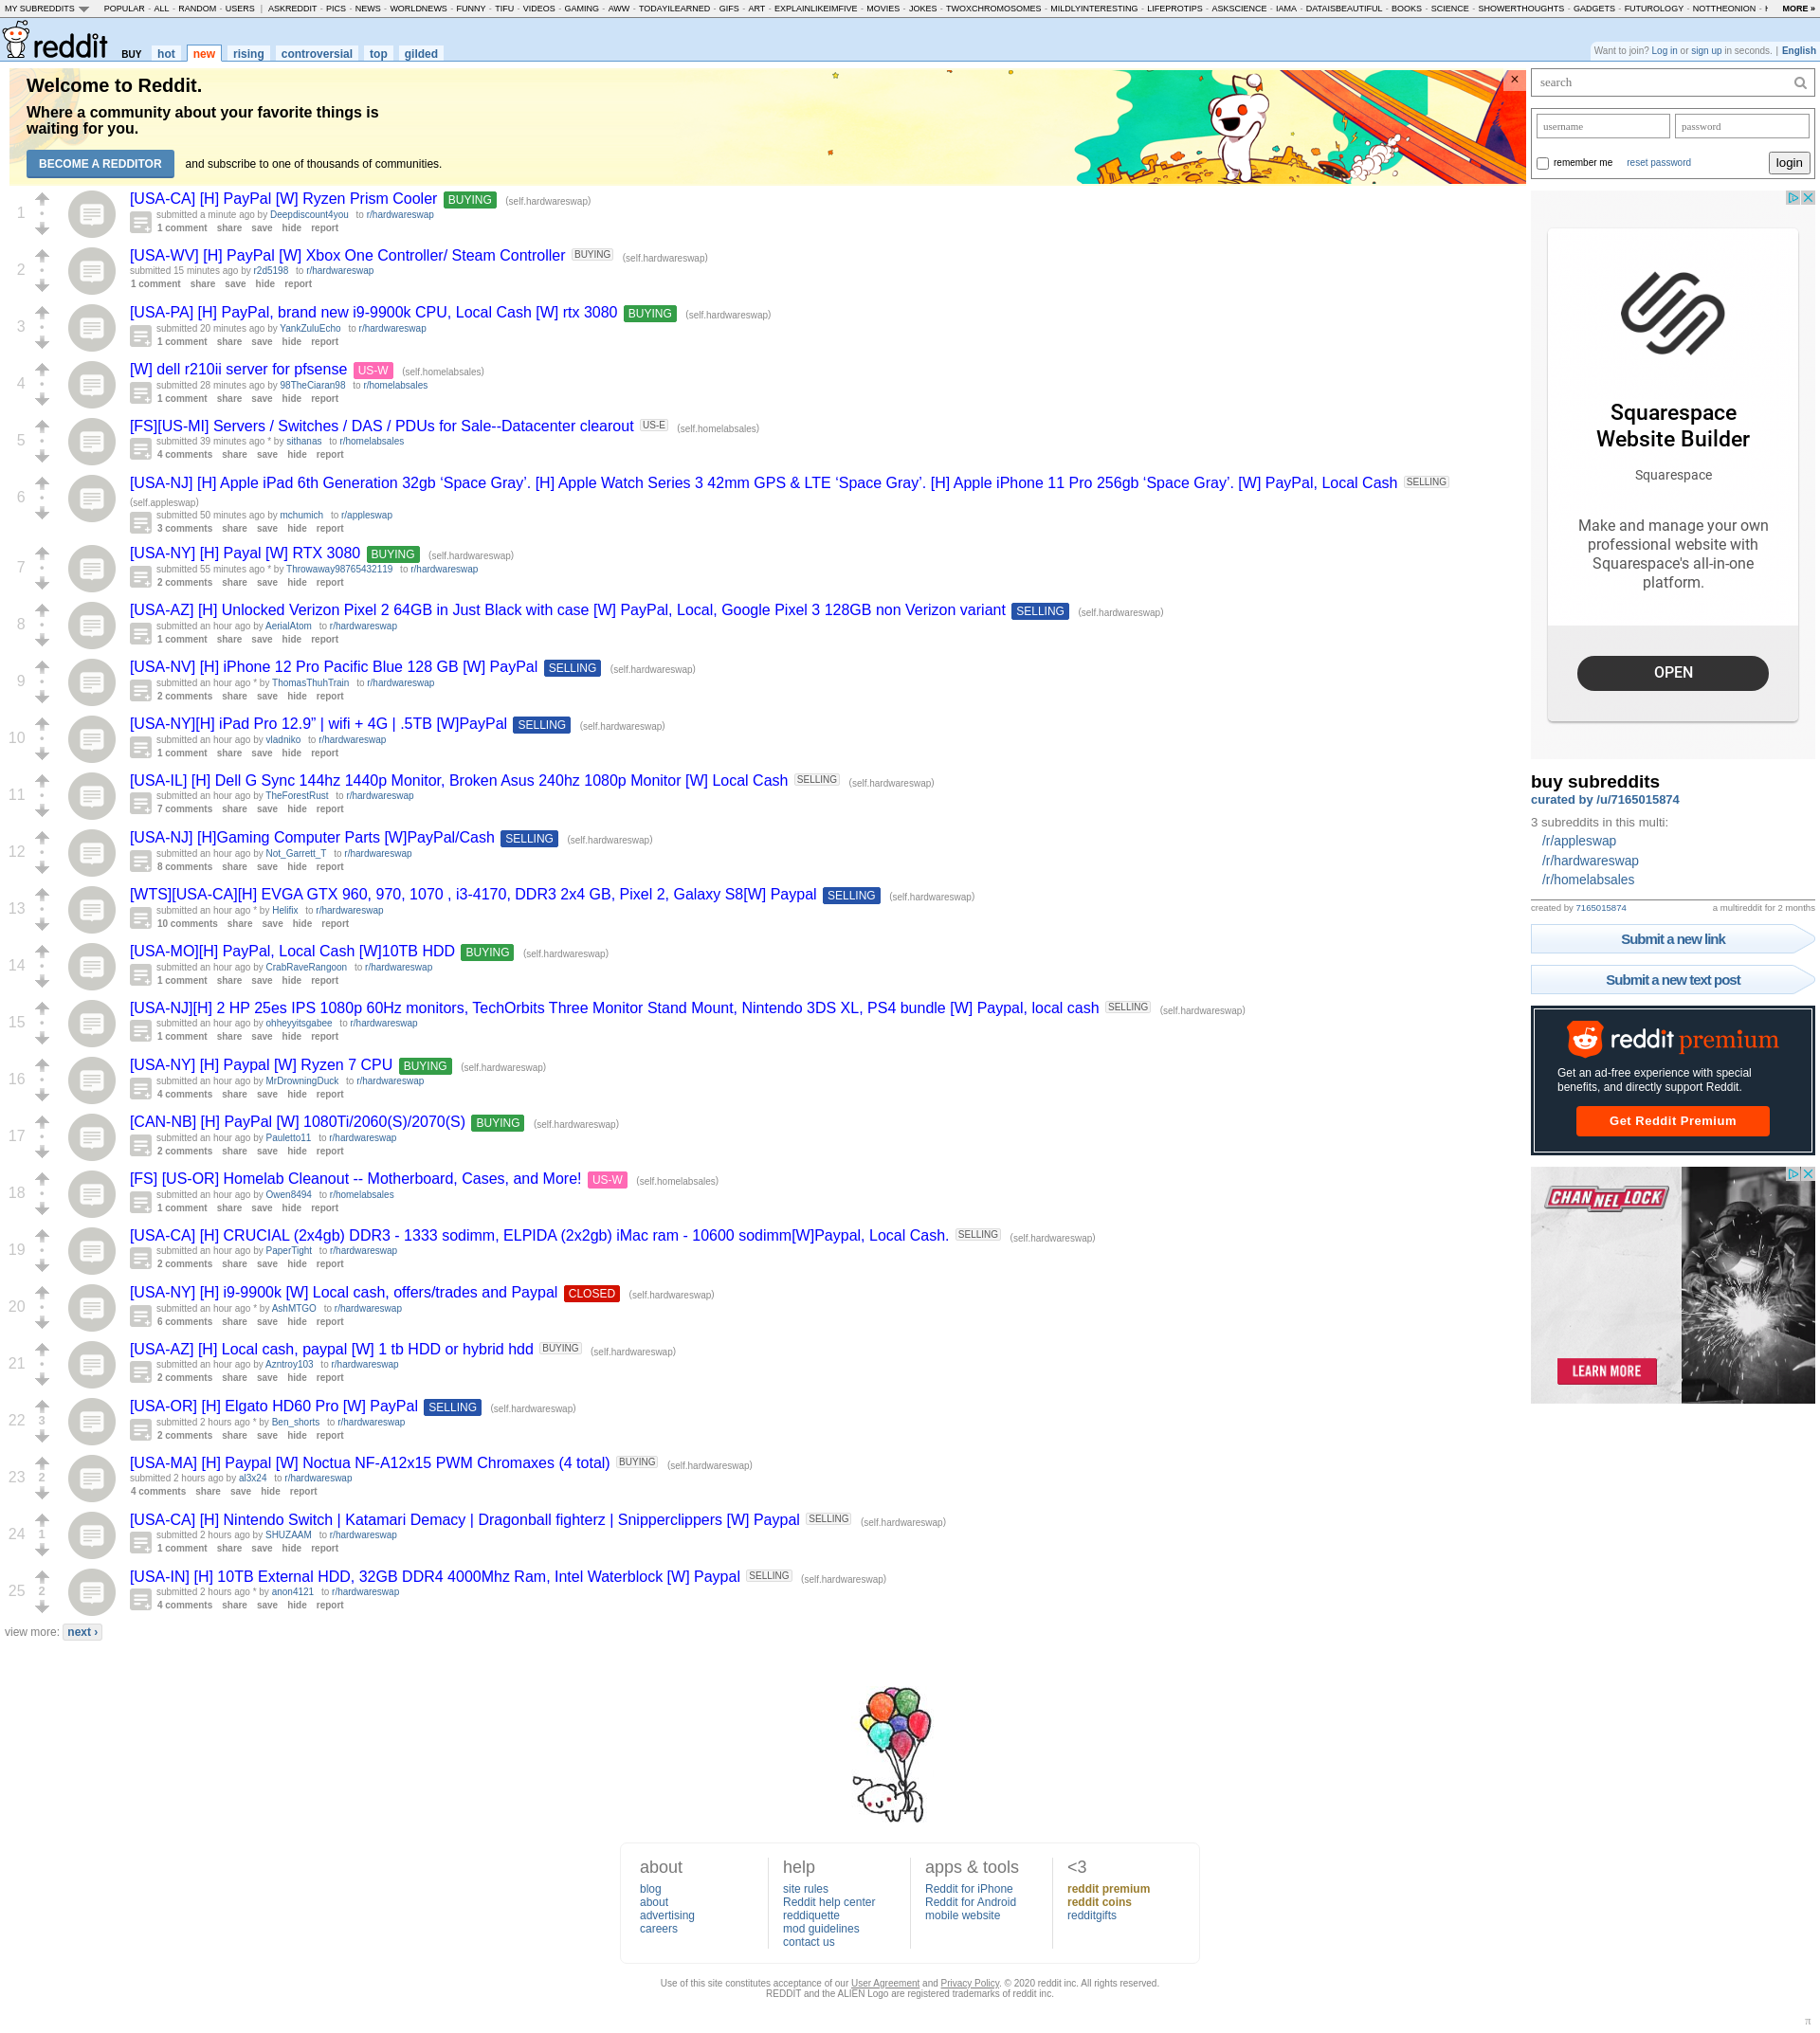 MY SUBREDDITS POPULAR - ALL - RANDOM - USERS | ASKREDDIT - PICS - NEWS - WORLDNEWS - FUNNY - TIFU - VIDEOS - GAMING - AWW - TODAYILEARNED - GIFS - ART - EXPLAINLIKEIMFIVE - MOVIES - JOKES - TWOXCHROMOSOMES - MILDLYINTERESTING - LIFEPROTIPS - ASKSCIENCE - IAMA - DATAISBEAUTIFUL - BOOKS - SCIENCE - SHOWERTHOUGHTS - GADGETS - FUTUROLOGY - NOTTHEONION - MORE »
reddit BUY hot new rising controversial top gilded
Want to join? Log in or sign up in seconds. | English
Welcome to Reddit.
Where a community about your favorite things is
waiting for you.
BECOME A REDDITOR and subscribe to one of thousands of communities.
×
1
[USA-CA] [H] PayPal [W] Ryzen Prism Cooler BUYING (self.hardwareswap)
submitted a minute ago by Deepdiscount4you to r/hardwareswap
1 comment share save hide report
2
[USA-WV] [H] PayPal [W] Xbox One Controller/ Steam Controller BUYING (self.hardwareswap)
submitted 15 minutes ago by r2d5198 to r/hardwareswap
1 comment share save hide report
3
[USA-PA] [H] PayPal, brand new i9-9900k CPU, Local Cash [W] rtx 3080 BUYING (self.hardwareswap)
submitted 20 minutes ago by YankZuluEcho to r/hardwareswap
1 comment share save hide report
4
[W] dell r210ii server for pfsense US-W (self.homelabsales)
submitted 28 minutes ago by 98TheCiaran98 to r/homelabsales
1 comment share save hide report
5
[FS][US-MI] Servers / Switches / DAS / PDUs for Sale--Datacenter clearout US-E (self.homelabsales)
submitted 39 minutes ago * by sithanas to r/homelabsales
4 comments share save hide report
6
[USA-NJ] [H] Apple iPad 6th Generation 32gb ‘Space Gray’. [H] Apple Watch Series 3 42mm GPS & LTE ‘Space Gray’. [H] Apple iPhone 11 Pro 256gb ‘Space Gray’. [W] PayPal, Local Cash SELLING
(self.appleswap)
submitted 50 minutes ago by mchumich to r/appleswap
3 comments share save hide report
7
[USA-NY] [H] Payal [W] RTX 3080 BUYING (self.hardwareswap)
submitted 55 minutes ago * by Throwaway98765432119 to r/hardwareswap
2 comments share save hide report
8
[USA-AZ] [H] Unlocked Verizon Pixel 2 64GB in Just Black with case [W] PayPal, Local, Google Pixel 3 128GB non Verizon variant SELLING (self.hardwareswap)
submitted an hour ago by AerialAtom to r/hardwareswap
1 comment share save hide report
9
[USA-NV] [H] iPhone 12 Pro Pacific Blue 128 GB [W] PayPal SELLING (self.hardwareswap)
submitted an hour ago * by ThomasThuhTrain to r/hardwareswap
2 comments share save hide report
10
[USA-NY][H] iPad Pro 12.9” | wifi + 4G | .5TB [W]PayPal SELLING (self.hardwareswap)
submitted an hour ago by vladniko to r/hardwareswap
1 comment share save hide report
11
[USA-IL] [H] Dell G Sync 144hz 1440p Monitor, Broken Asus 240hz 1080p Monitor [W] Local Cash SELLING (self.hardwareswap)
submitted an hour ago by TheForestRust to r/hardwareswap
7 comments share save hide report
12
[USA-NJ] [H]Gaming Computer Parts [W]PayPal/Cash SELLING (self.hardwareswap)
submitted an hour ago by Not_Garrett_T to r/hardwareswap
8 comments share save hide report
13
[WTS][USA-CA][H] EVGA GTX 960, 970, 1070 , i3-4170, DDR3 2x4 GB, Pixel 2, Galaxy S8[W] Paypal SELLING (self.hardwareswap)
submitted an hour ago * by Helifix to r/hardwareswap
10 comments share save hide report
14
[USA-MO][H] PayPal, Local Cash [W]10TB HDD BUYING (self.hardwareswap)
submitted an hour ago by CrabRaveRangoon to r/hardwareswap
1 comment share save hide report
15
[USA-NJ][H] 2 HP 25es IPS 1080p 60Hz monitors, TechOrbits Three Monitor Stand Mount, Nintendo 3DS XL, PS4 bundle [W] Paypal, local cash SELLING (self.hardwareswap)
submitted an hour ago by ohheyyitsgabee to r/hardwareswap
1 comment share save hide report
16
[USA-NY] [H] Paypal [W] Ryzen 7 CPU BUYING (self.hardwareswap)
submitted an hour ago by MrDrowningDuck to r/hardwareswap
4 comments share save hide report
17
[CAN-NB] [H] PayPal [W] 1080Ti/2060(S)/2070(S) BUYING (self.hardwareswap)
submitted an hour ago by Pauletto11 to r/hardwareswap
2 comments share save hide report
18
[FS] [US-OR] Homelab Cleanout -- Motherboard, Cases, and More! US-W (self.homelabsales)
submitted an hour ago by Owen8494 to r/homelabsales
1 comment share save hide report
19
[USA-CA] [H] CRUCIAL (2x4gb) DDR3 - 1333 sodimm, ELPIDA (2x2gb) iMac ram - 10600 sodimm[W]Paypal, Local Cash. SELLING (self.hardwareswap)
submitted an hour ago by PaperTight to r/hardwareswap
2 comments share save hide report
20
[USA-NY] [H] i9-9900k [W] Local cash, offers/trades and Paypal CLOSED (self.hardwareswap)
submitted an hour ago * by AshMTGO to r/hardwareswap
6 comments share save hide report
21
[USA-AZ] [H] Local cash, paypal [W] 1 tb HDD or hybrid hdd BUYING (self.hardwareswap)
submitted an hour ago by Azntroy103 to r/hardwareswap
2 comments share save hide report
22 3
[USA-OR] [H] Elgato HD60 Pro [W] PayPal SELLING (self.hardwareswap)
submitted 2 hours ago * by Ben_shorts to r/hardwareswap
2 comments share save hide report
23 2
[USA-MA] [H] Paypal [W] Noctua NF-A12x15 PWM Chromaxes (4 total) BUYING (self.hardwareswap)
submitted 2 hours ago by al3x24 to r/hardwareswap
4 comments share save hide report
24 1
[USA-CA] [H] Nintendo Switch | Katamari Demacy | Dragonball fighterz | Snipperclippers [W] Paypal SELLING (self.hardwareswap)
submitted 2 hours ago by SHUZAAM to r/hardwareswap
1 comment share save hide report
25 2
[USA-IN] [H] 10TB External HDD, 32GB DDR4 4000Mhz Ram, Intel Waterblock [W] Paypal SELLING (self.hardwareswap)
submitted 2 hours ago * by anon4121 to r/hardwareswap
4 comments share save hide report
view more: next ›
search
username password
remember me reset password login
Squarespace
Website Builder
Squarespace
Make and manage your own
professional website with
Squarespace's all-in-one
platform.
OPEN
buy subreddits
curated by /u/7165015874
3 subreddits in this multi:
/r/appleswap
/r/hardwareswap
/r/homelabsales
created by 7165015874 a multireddit for 2 months
Submit a new link
Submit a new text post
reddit premium
Get an ad-free experience with special
benefits, and directly support Reddit.
Get Reddit Premium
CHANNELLOCK
LEARN MORE
about
blog
about
advertising
careers
help
site rules
Reddit help center
reddiquette
mod guidelines
contact us
apps & tools
Reddit for iPhone
Reddit for Android
mobile website
<3
reddit premium
reddit coins
redditgifts
Use of this site constitutes acceptance of our User Agreement and Privacy Policy. © 2020 reddit inc. All rights reserved.
REDDIT and the ALIEN Logo are registered trademarks of reddit inc.
π